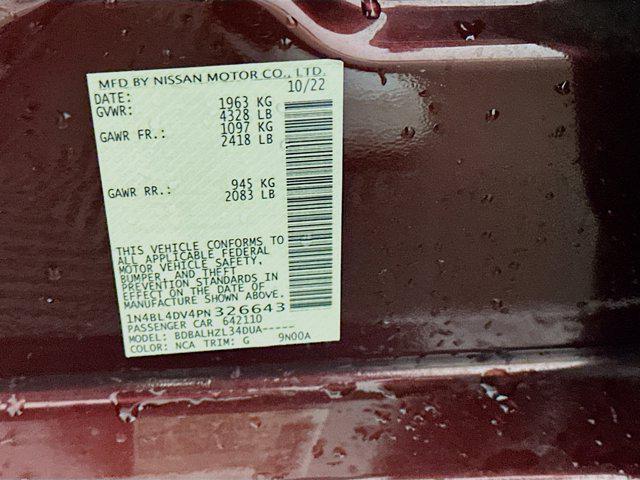 MFD BY NISSAN MOTOR CO., LTD.
DATE: 10/22
GVWR: 1963 KG
4328 LB
GAWR FR.: 1097 KG
2418 LB
GAWR RR.: 945 KG
2083 LB
THIS VEHICLE CONFORMS TO
ALL APPLICABLE FEDERAL
MOTOR VEHICLE SAFETY,
BUMPER, AND THEFT
PREVENTION STANDARDS IN
EFFECT ON THE DATE OF
MANUFACTURE SHOWN ABOVE.
1N4BL4DV4PN 326643
PASSENGER CAR 642110
MODEL: BDBALHZL34DUA-----
COLOR: NCA TRIM: G 9N00A